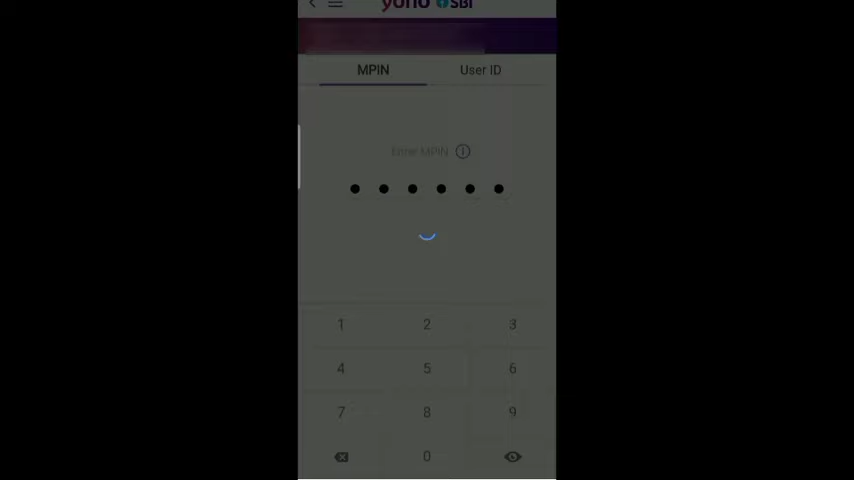 yono SBI
MPIN User ID
Enter MPIN
1 2 3
4 5 6
7 8 9
0